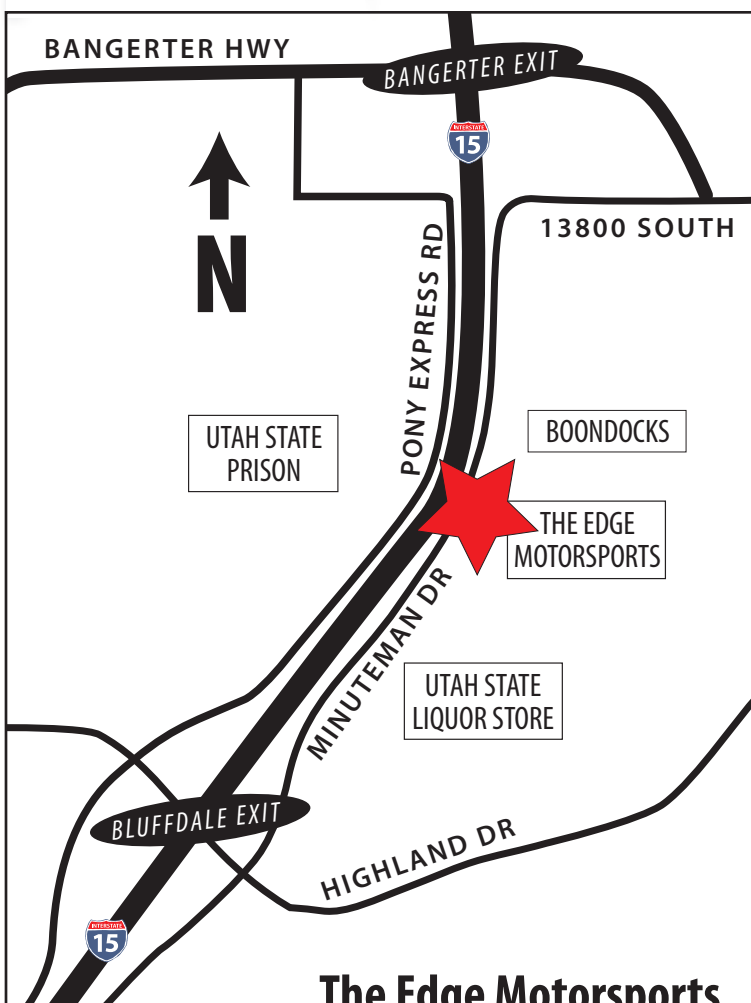 BANGERTER HWY
BANGERTER EXIT
INTERSTATE
15
13800 SOUTH
N
PONY EXPRESS RD
BOONDOCKS
UTAH STATE
PRISON
THE EDGE
MOTORSPORTS
MINUTEMAN DR
UTAH STATE
LIQUOR STORE
BLUFFDALE EXIT
HIGHLAND DR
INTERSTATE
15
The Edge Motorsports